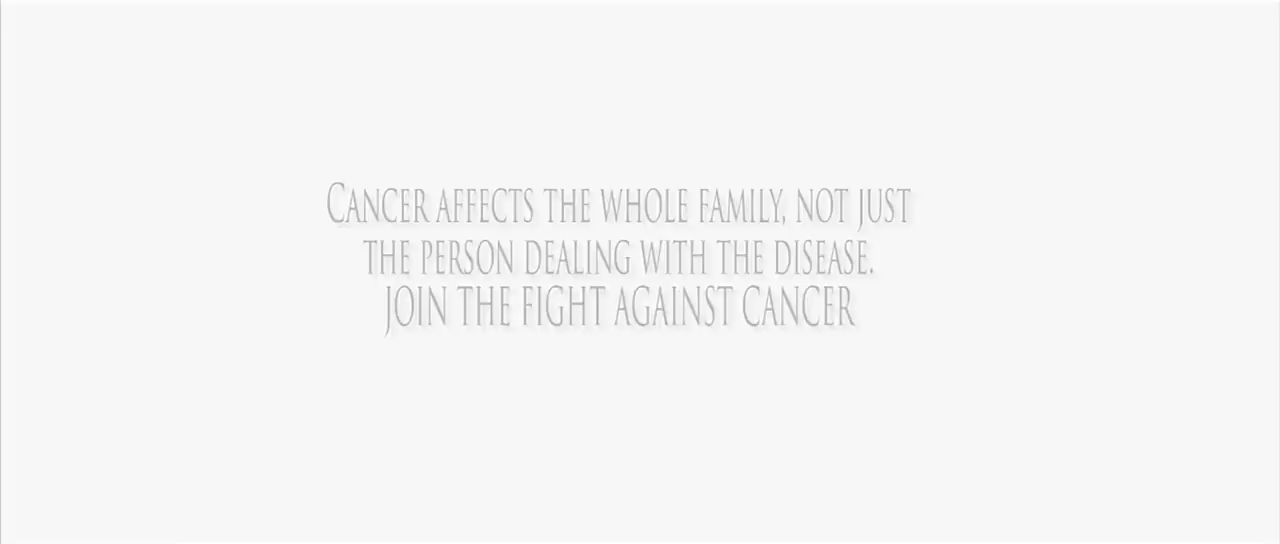 Cancer affects the whole family, not just
the person dealing with the disease.
JOIN THE FIGHT AGAINST CANCER